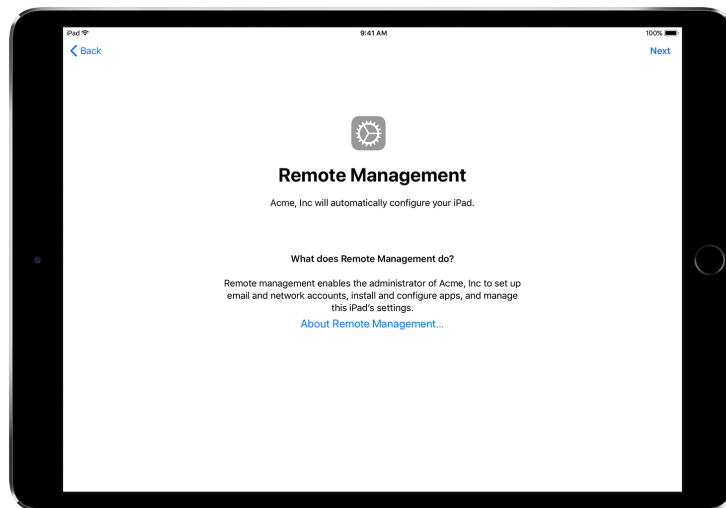 iPad 9:41 AM 100%
Back Next
Remote Management
Acme, Inc will automatically configure your iPad.
What does Remote Management do?
Remote management enables the administrator of Acme, Inc to set up
email and network accounts, install and configure apps, and manage
this iPad's settings.
About Remote Management...